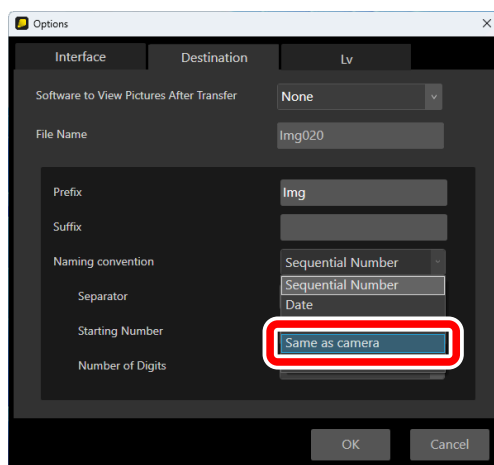 Options
Interface Destination Lv
Software to View Pictures After Transfer None
File Name Img020
Prefix Img
Suffix
Naming convention Sequential Number
Sequential Number
Separator Date
Starting Number Same as camera
Number of Digits
OK Cancel